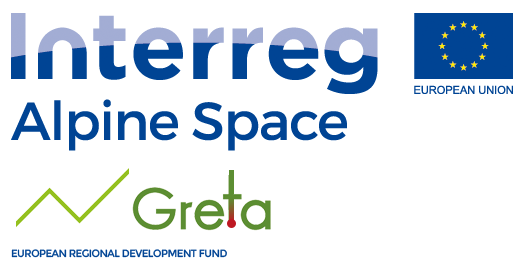 Interreg
EUROPEAN UNION
Alpine Space
Greta
EUROPEAN REGIONAL DEVELOPMENT FUND